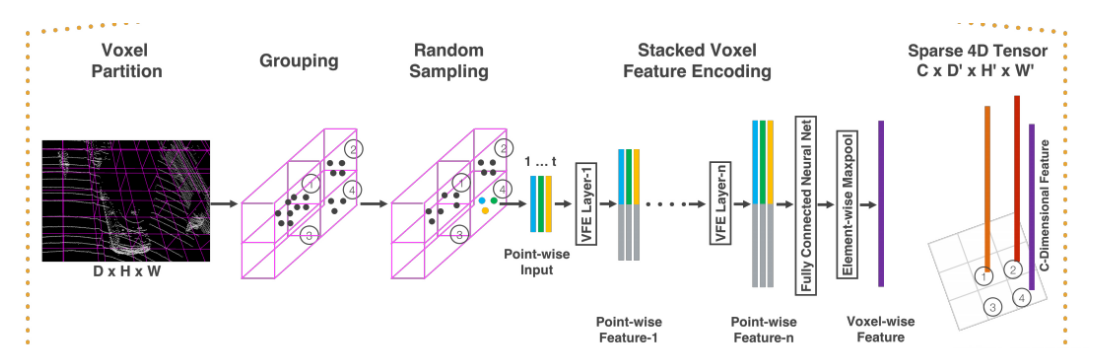 Voxel
Partition
Grouping
Random
Sampling
Stacked Voxel
Feature Encoding
Sparse 4D Tensor
C x D' x H' x W'
D x H x W
1
2
3
4
1
2
3
4
1 ... t
Point-wise
Input
VFE Layer-1
Point-wise
Feature-1
VFE Layer-n
Point-wise
Feature-n
Fully Connected Neural Net
Element-wise Maxpool
Voxel-wise
Feature
C-Dimensional Feature
1
2
3
4